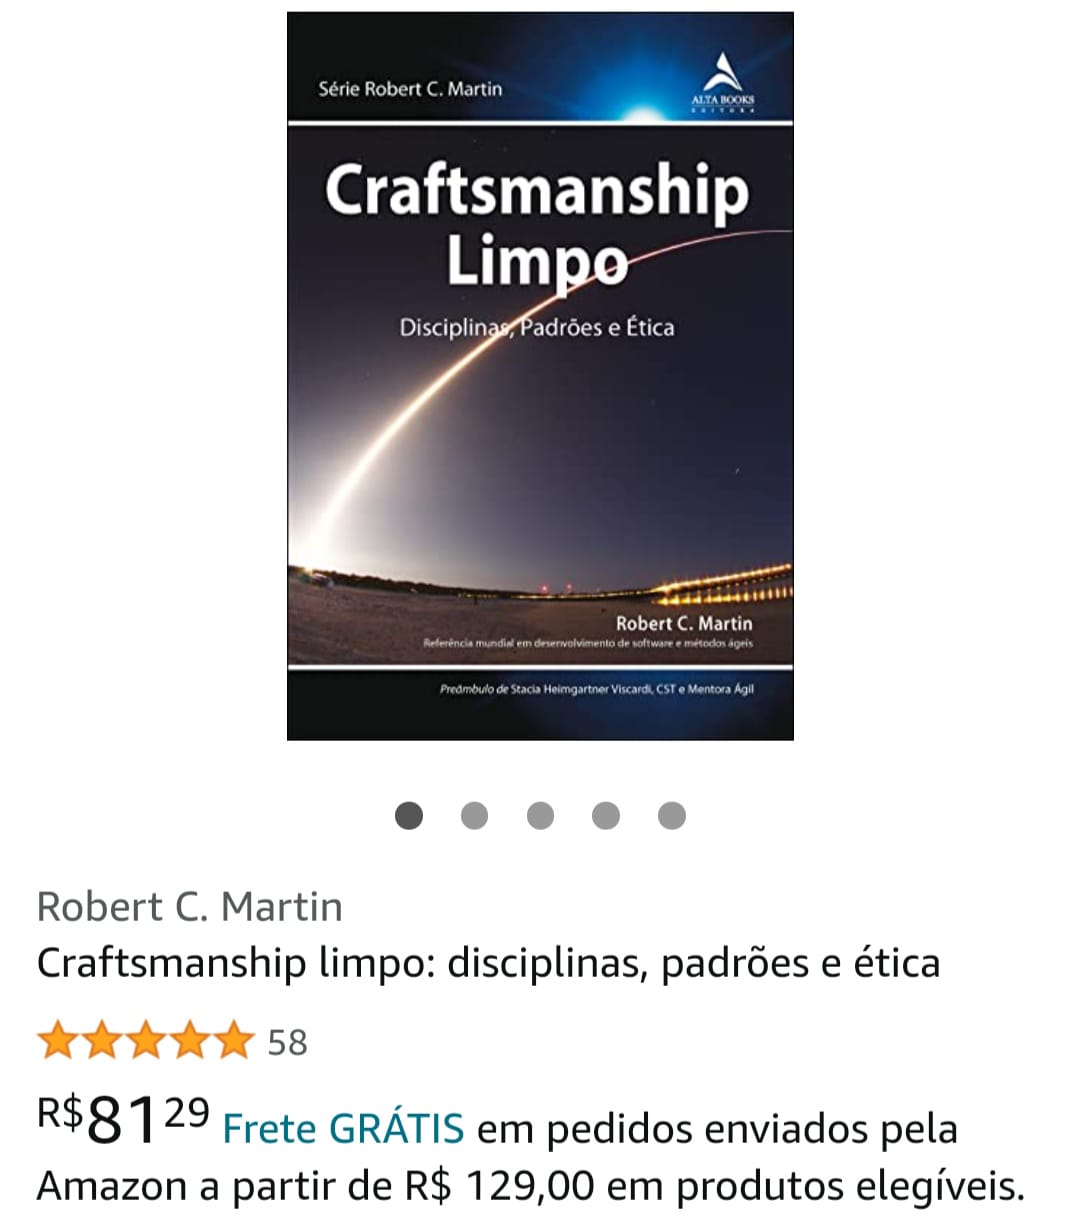 Série Robert C. Martin
ALTA BOOKS
EDITORA
Craftsmanship
Limpo
Disciplinas, Padrões e Ética
Robert C. Martin
Referência mundial em desenvolvimento de software e métodos ágeis
Preâmbulo de Stacia Heimgartner Viscardi, CST e Mentora Ágil
Robert C. Martin
Craftsmanship limpo: disciplinas, padrões e ética
58
R$8129 Frete GRÁTIS em pedidos enviados pela
Amazon a partir de R$ 129,00 em produtos elegíveis.